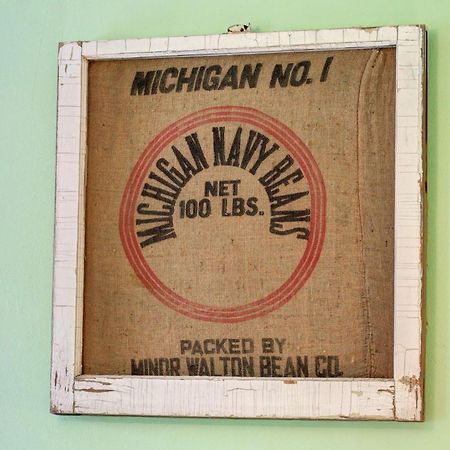 MICHIGAN NO. 1
MICHIGAN NAVY BEANS
NET
100 LBS.
PACKED BY
MINOR WALTON BEAN CO.